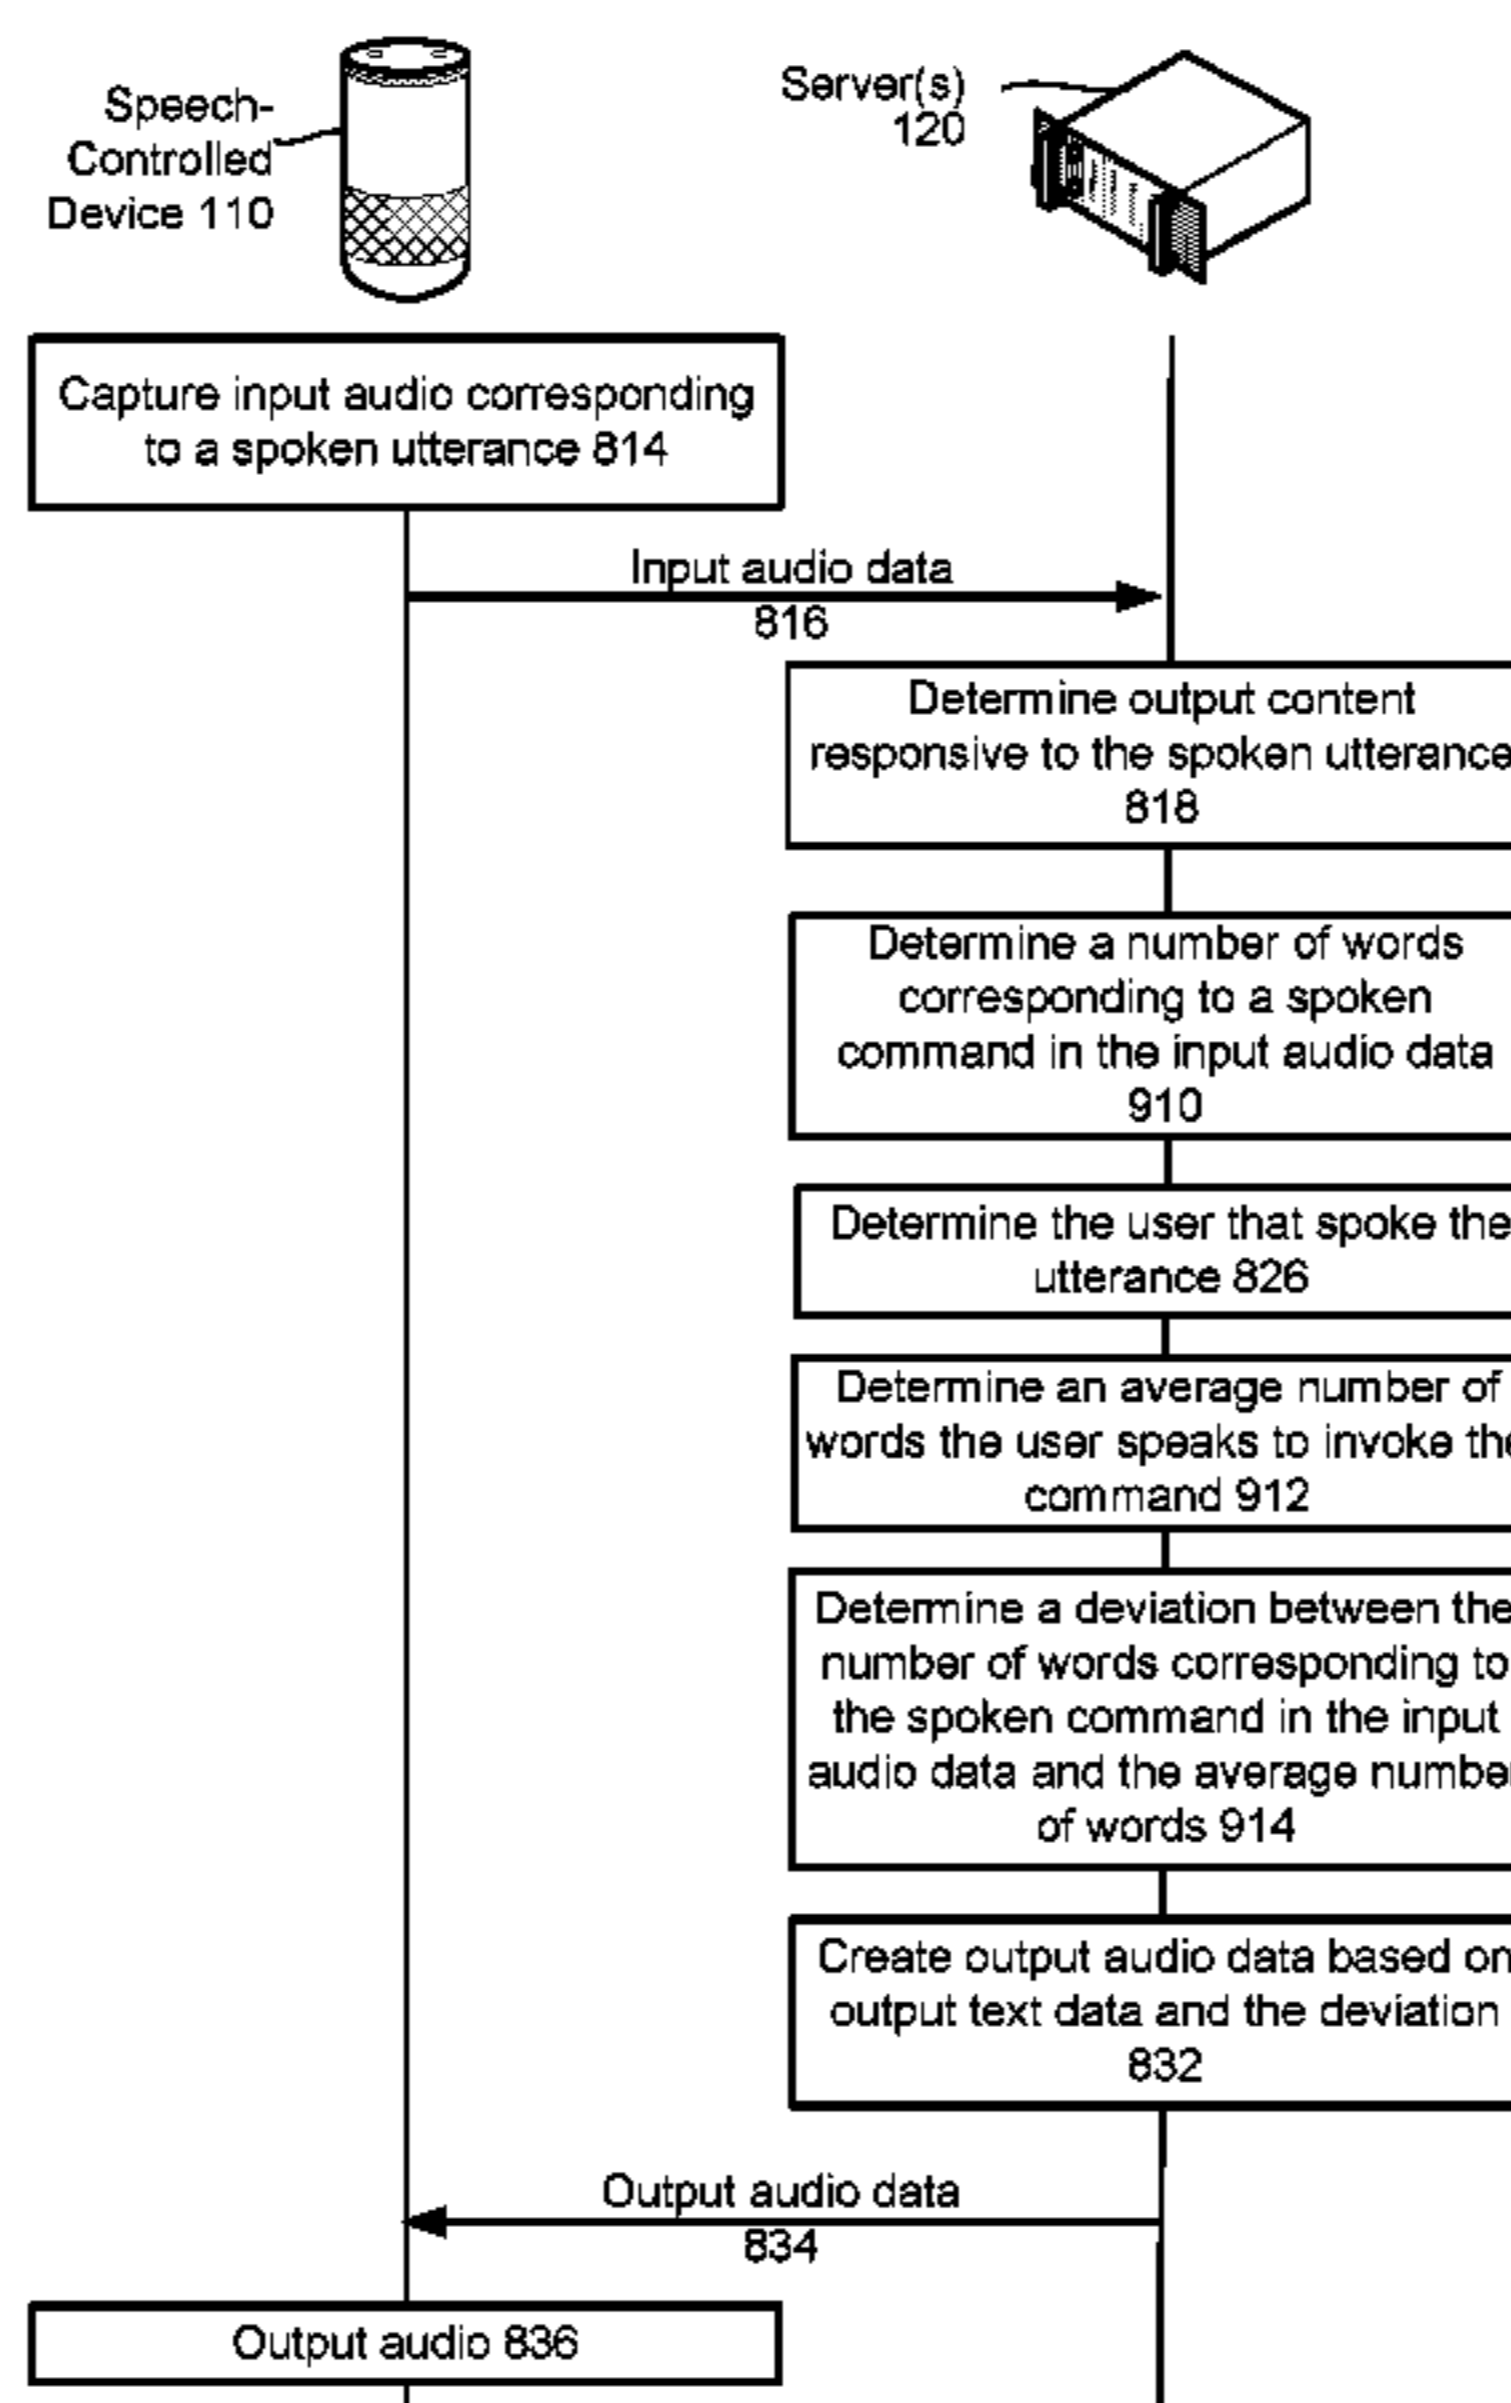 Speech-
Controlled
Device 110
Server(s)
120
Capture input audio corresponding
to a spoken utterance 814
Input audio data
816
Determine output content
responsive to the spoken utterance
818
Determine a number of words
corresponding to a spoken
command in the input audio data
910
Determine the user that spoke the
utterance 826
Determine an average number of
words the user speaks to invoke the
command 912
Determine a deviation between the
number of words corresponding to
the spoken command in the input
audio data and the average number
of words 914
Create output audio data based on
output text data and the deviation
832
Output audio data
834
Output audio 836